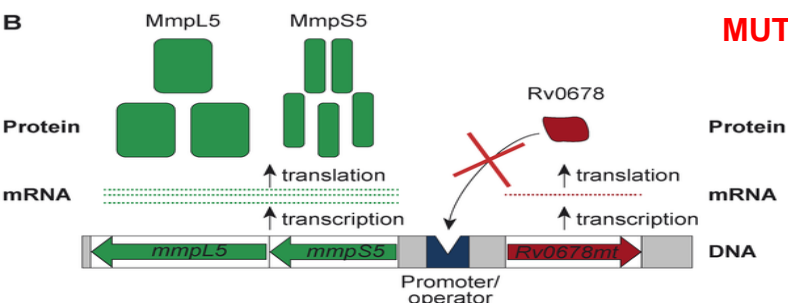 B
MmpL5 MmpS5
MUT
Rv0678
Protein Protein
translation translation
mRNA mRNA
transcription transcription
mmpL5 mmpS5 Rv0678mt DNA
Promoter/
operator